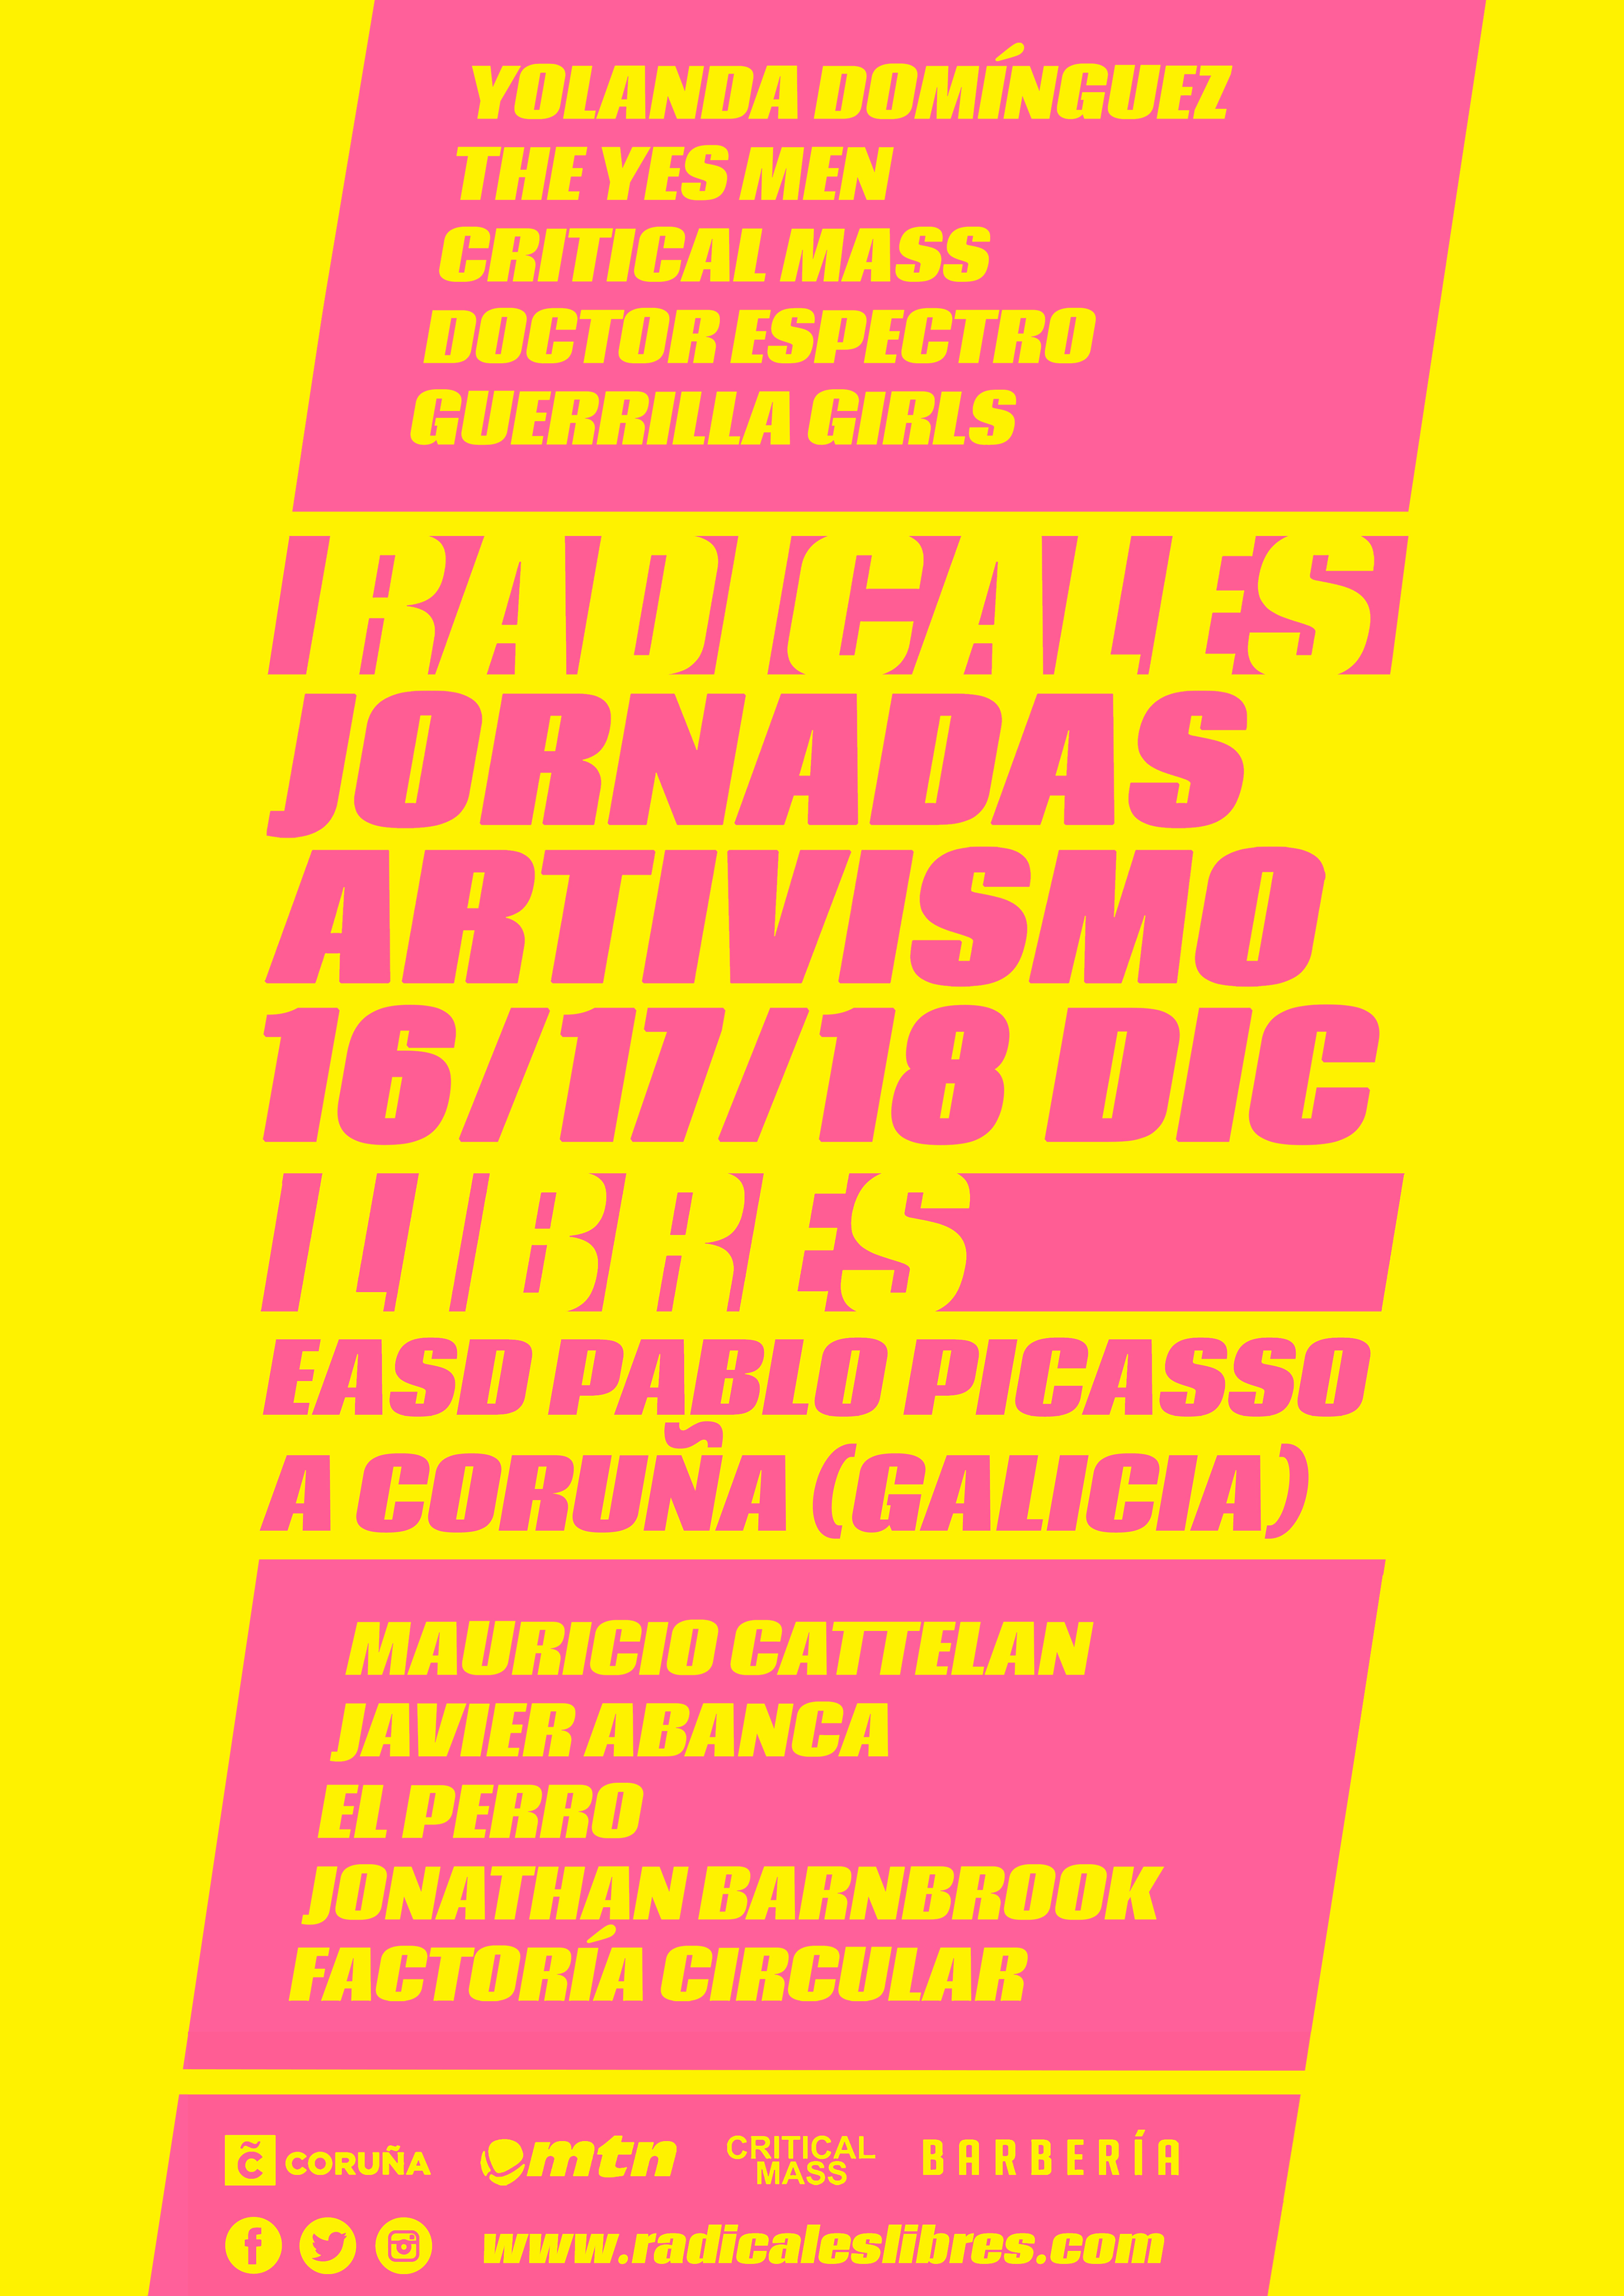 YOLANDA DOMÍNGUEZ
THE YES MEN
CRITICAL MASS
DOCTOR ESPECTRO
GUERRILLA GIRLS
RADICALES
JORNADAS
ARTIVISMO
16/17/18 DIC
LIBRES
EASD PABLO PICASSO
A CORUÑA (GALICIA)
MAURICIO CATTELAN
JAVIER ABANCA
EL PERRO
JONATHAN BARNBROOK
FACTORÍA CIRCULAR
c̃ CORUÑA
mtn
CRITICAL
MASS
BARBERÍA
www.radicaleslibres.com